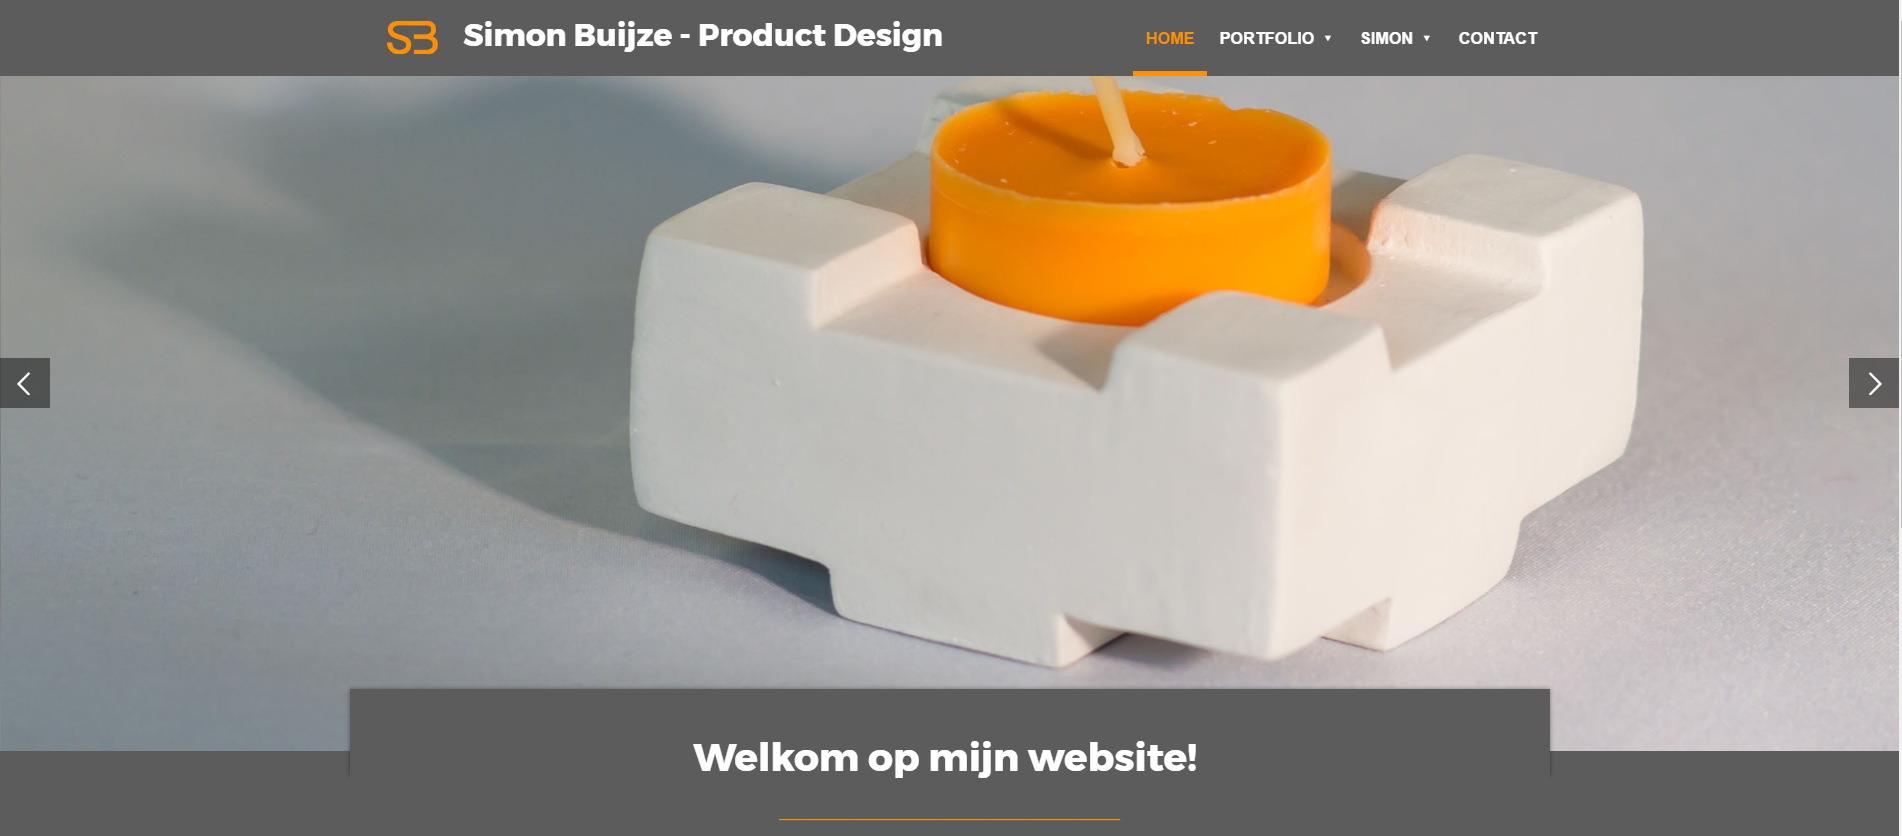 SB
Simon Buijze - Product Design
HOME
PORTFOLIO ▼
SIMON ▼
CONTACT
Welkom op mijn website!